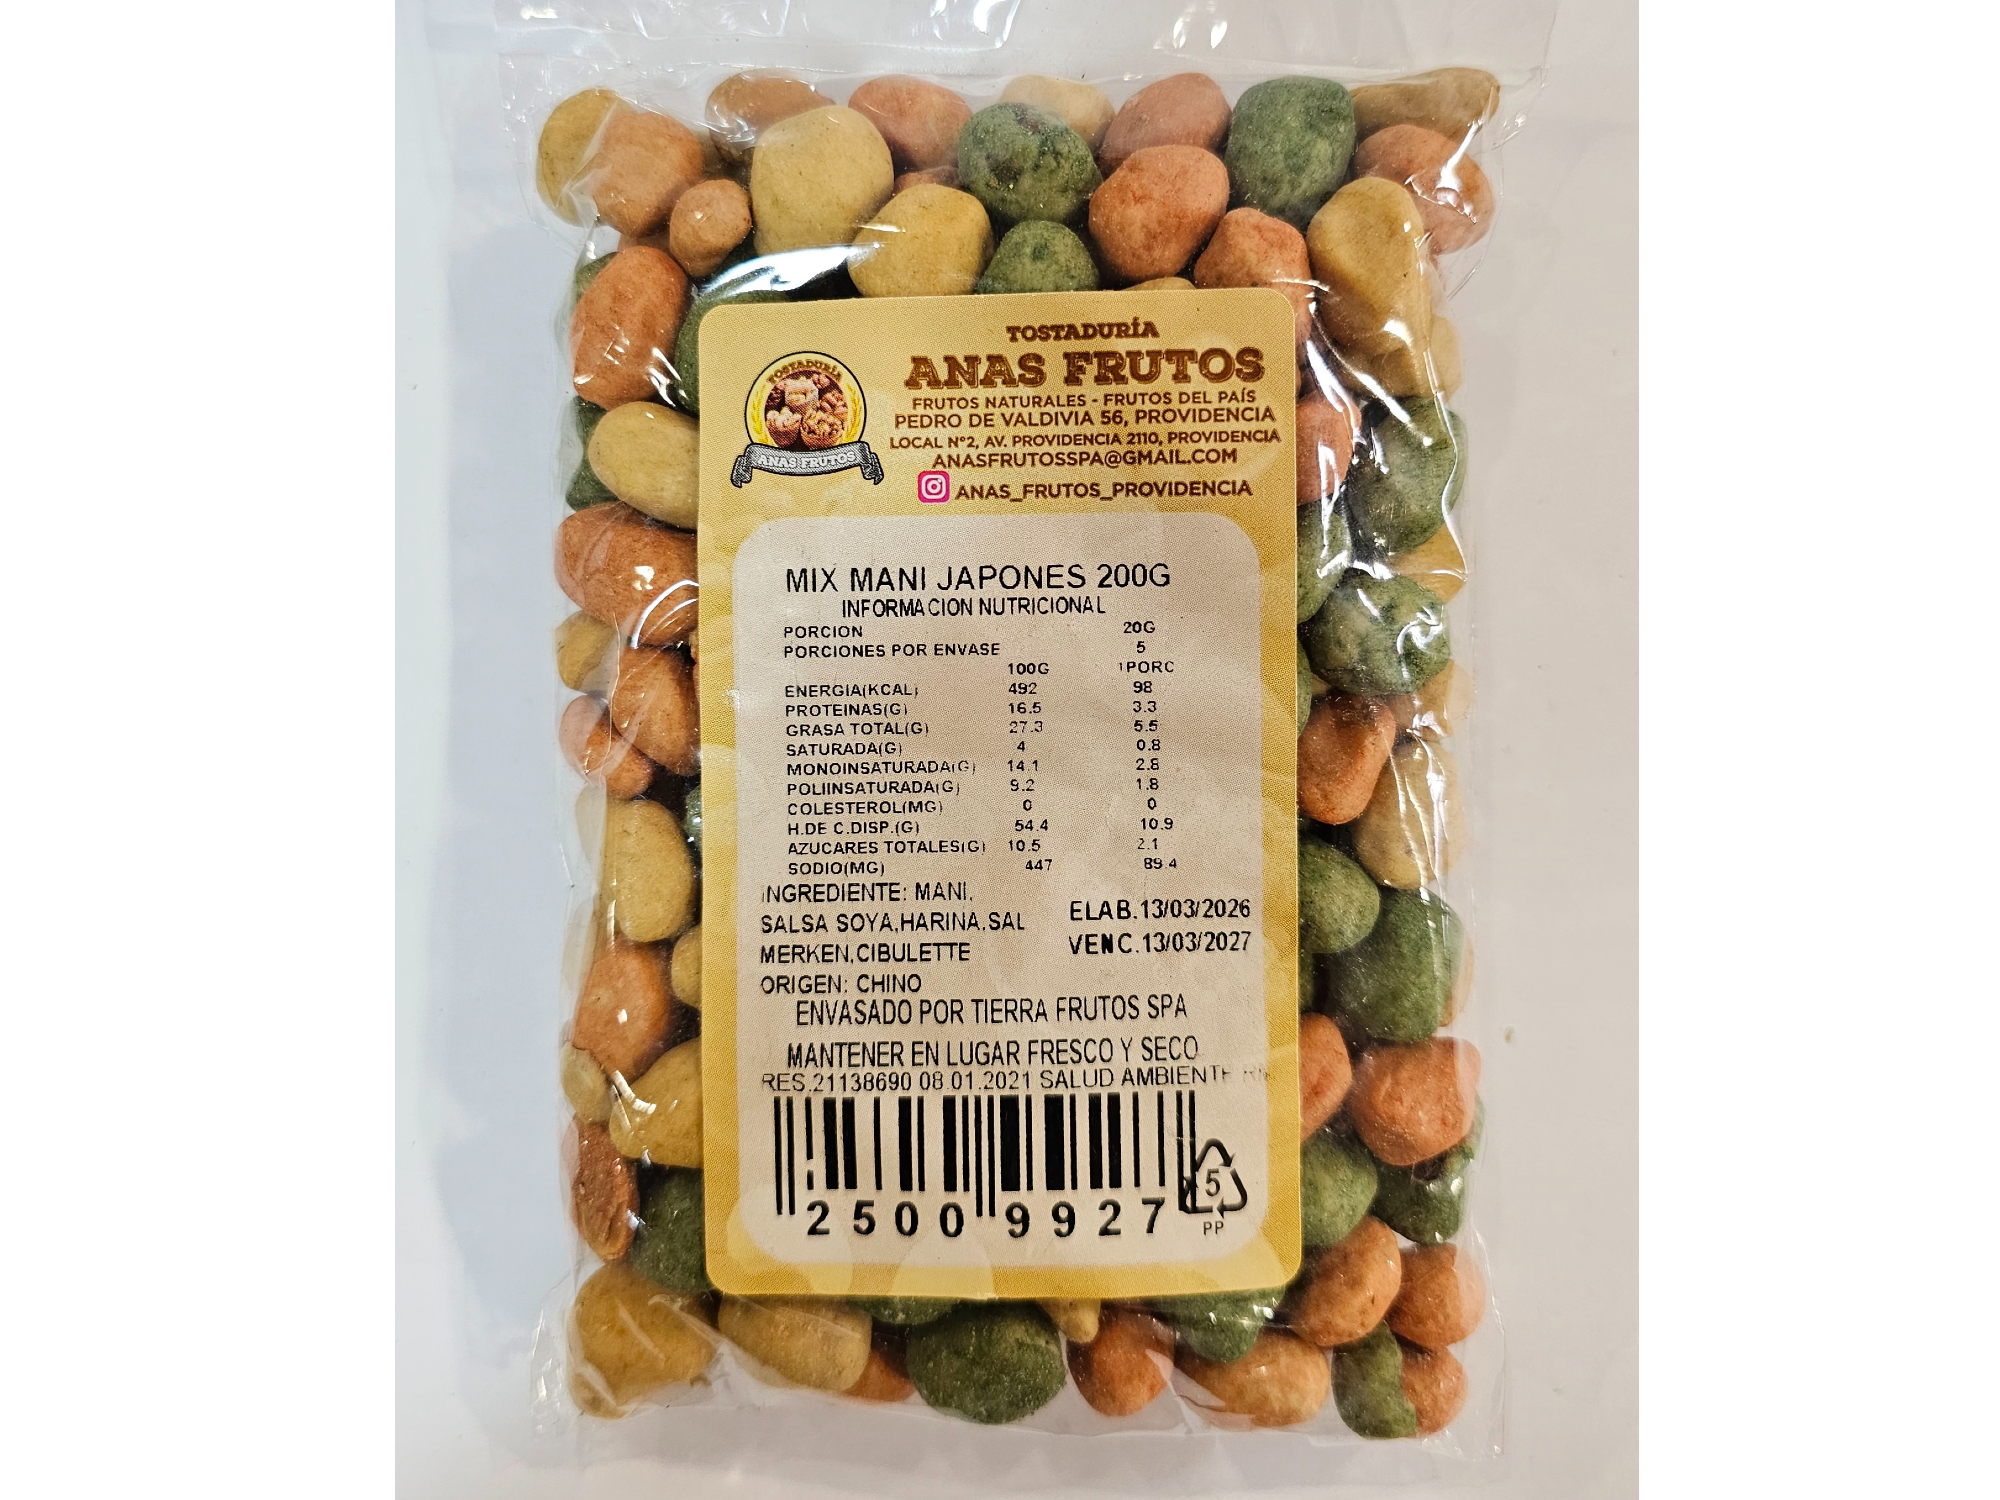 TOSTADURÍA
ANAS FRUTOS
FRUTOS NATURALES - FRUTOS DEL PAÍS
PEDRO DE VALDIVIA 56, PROVIDENCIA
LOCAL N°2, AV. PROVIDENCIA 2110, PROVIDENCIA
ANASFRUTOSSPA@GMAIL.COM
ANAS_FRUTOS_PROVIDENCIA
TOSTADURÍA
ANAS FRUTOS
MIX MANI JAPONES 200G
INFORMACION NUTRICIONAL
PORCION 20G
PORCIONES POR ENVASE 5
100G 1PORC
ENERGIA(KCAL) 492 98
PROTEINAS(G) 16.5 3.3
GRASA TOTAL(G) 27.3 5.5
SATURADA(G) 4 0.8
MONOINSATURADA(G) 14.1 2.8
POLIINSATURADA(G) 9.2 1.8
COLESTEROL(MG) 0 0
H.DE C.DISP.(G) 54.4 10.9
AZUCARES TOTALES(G) 10.5 2.1
SODIO(MG) 447 89.4
INGREDIENTE: MANI,
SALSA SOYA,HARINA,SAL
MERKEN,CIBULETTE
ORIGEN: CHINO
ELAB.13/03/2026
VENC.13/03/2027
ENVASADO POR TIERRA FRUTOS SPA
MANTENER EN LUGAR FRESCO Y SECO
RES.21138690 08.01.2021 SALUD AMBIENTE
2500 9927
5
PP